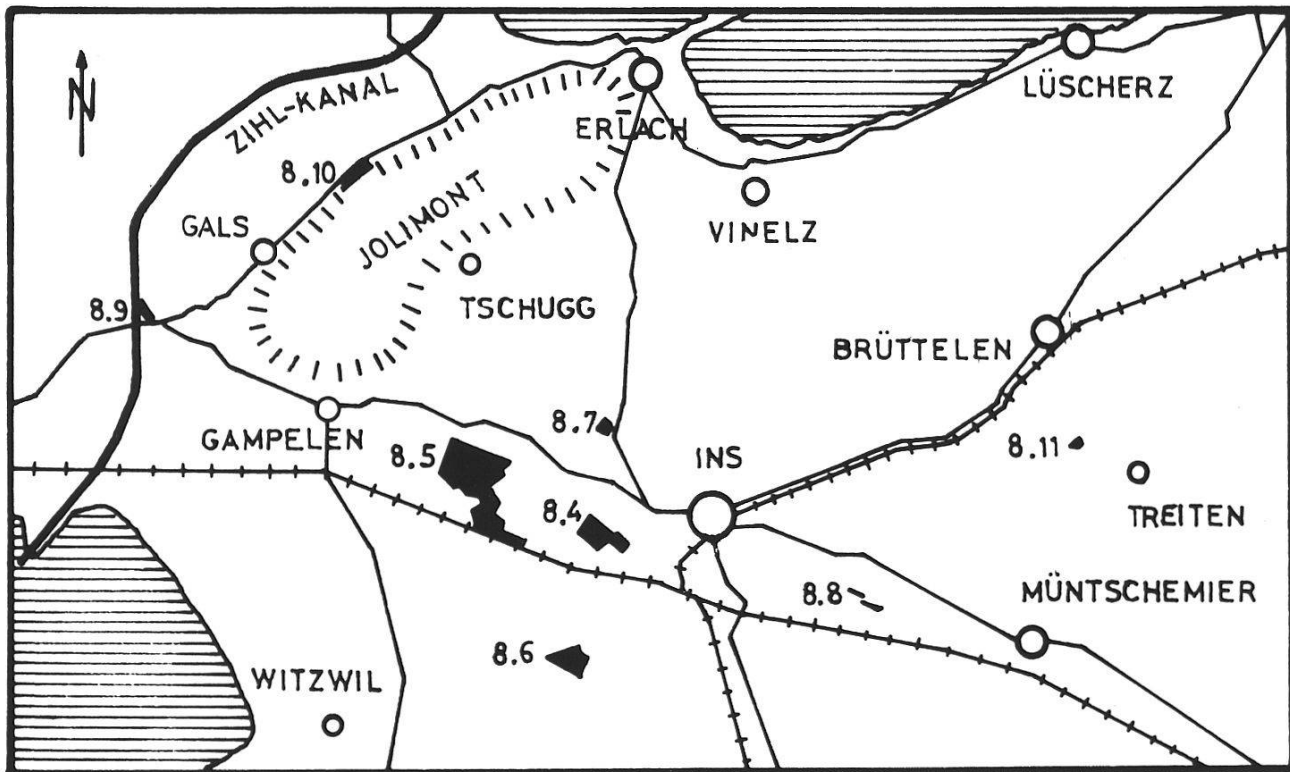 N
ZIHL-KANAL
ERLACH
LÜSCHERZ
8.10
JOLIMONT
GALS
VINELZ
TSCHUGG
8.9
BRÜTTELEN
GAMPELEN
8.7
8.5
INS
8.11
8.4
TREITEN
8.8
MÜNTSCHEMIER
8.6
WITZWIL